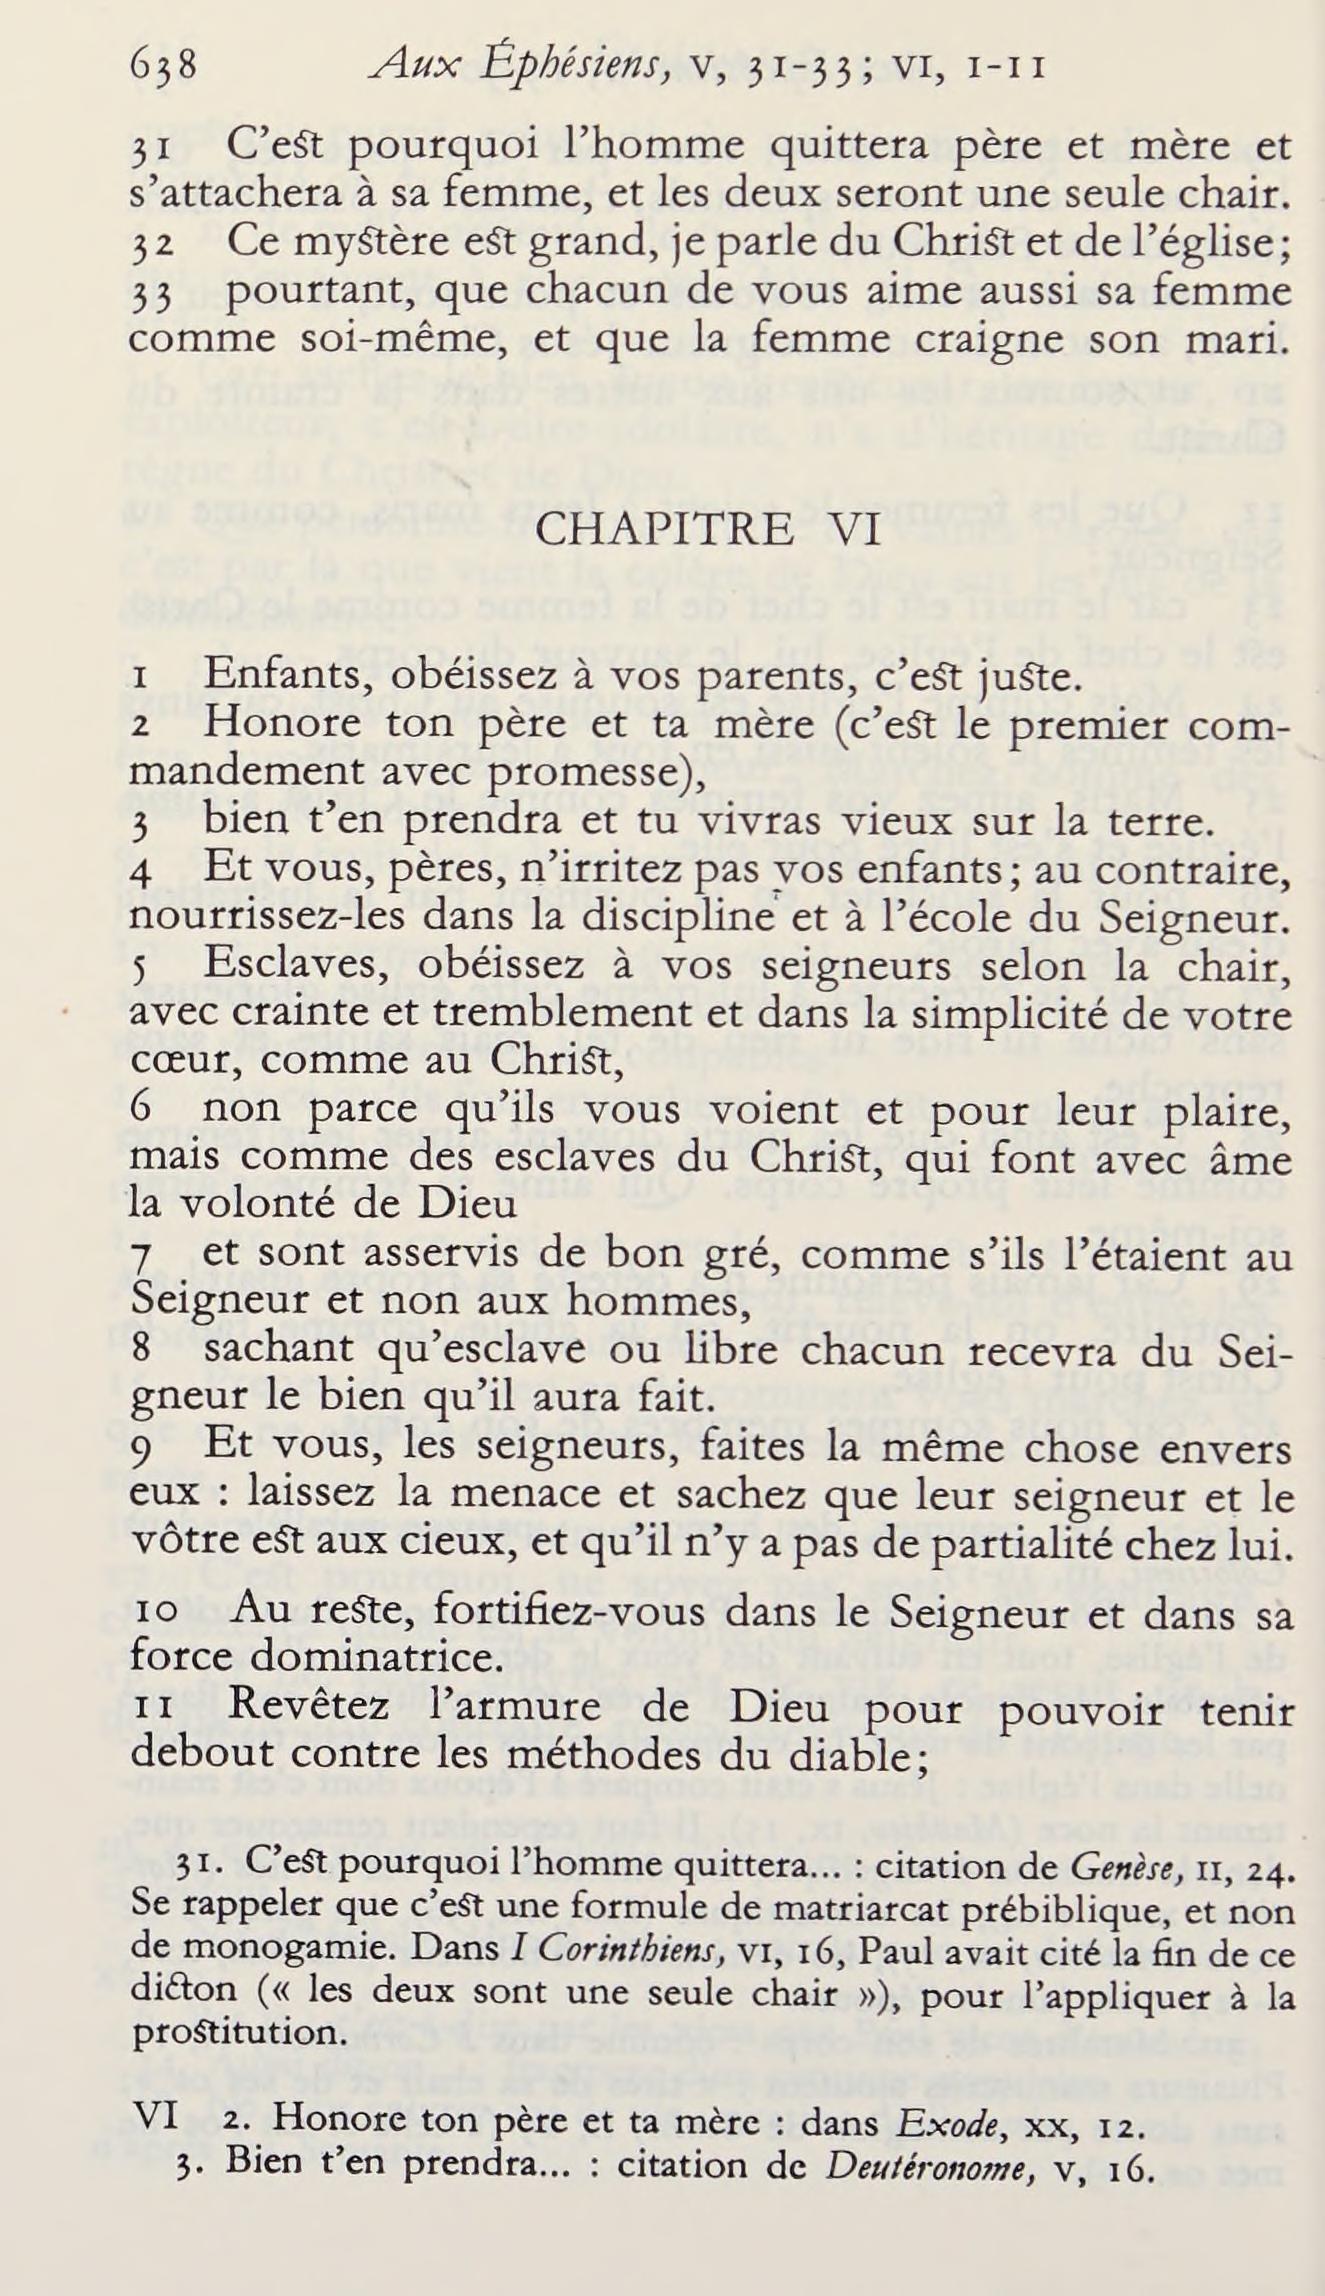 638 Aux Éphésiens, V, 31-33; VI, 1-11
31 C’est pourquoi l’homme quittera père et mère et
s’attachera à sa femme, et les deux seront une seule chair.
32 Ce mystère est grand, je parle du Christ et de l’église;
33 pourtant, que chacun de vous aime aussi sa femme
comme soi-même, et que la femme craigne son mari.
CHAPITRE VI
1 Enfants, obéissez à vos parents, c’est juste.
2 Honore ton père et ta mère (c’est le premier com-
mandement avec promesse),
3 bien t’en prendra et tu vivras vieux sur la terre.
4 Et vous, pères, n’irritez pas vos enfants; au contraire,
nourrissez-les dans la discipline et à l’école du Seigneur.
5 Esclaves, obéissez à vos seigneurs selon la chair,
avec crainte et tremblement et dans la simplicité de votre
cœur, comme au Christ,
6 non parce qu’ils vous voient et pour leur plaire,
mais comme des esclaves du Christ, qui font avec âme
la volonté de Dieu
7 et sont asservis de bon gré, comme s’ils l’étaient au
Seigneur et non aux hommes,
8 sachant qu’esclave ou libre chacun recevra du Sei-
gneur le bien qu’il aura fait.
9 Et vous, les seigneurs, faites la même chose envers
eux : laissez la menace et sachez que leur seigneur et le
vôtre est aux cieux, et qu’il n’y a pas de partialité chez lui.
10 Au reste, fortifiez-vous dans le Seigneur et dans sa
force dominatrice.
11 Revêtez l’armure de Dieu pour pouvoir tenir
debout contre les méthodes du diable;
31. C’est pourquoi l’homme quittera... : citation de Genèse, II, 24.
Se rappeler que c’est une formule de matriarcat prébiblique, et non
de monogamie. Dans I Corinthiens, VI, 16, Paul avait cité la fin de ce
dicton (« les deux sont une seule chair »), pour l’appliquer à la
prostitution.
VI 2. Honore ton père et ta mère : dans Exode, XX, 12.
3. Bien t’en prendra... : citation de Deutéronome, V, 16.